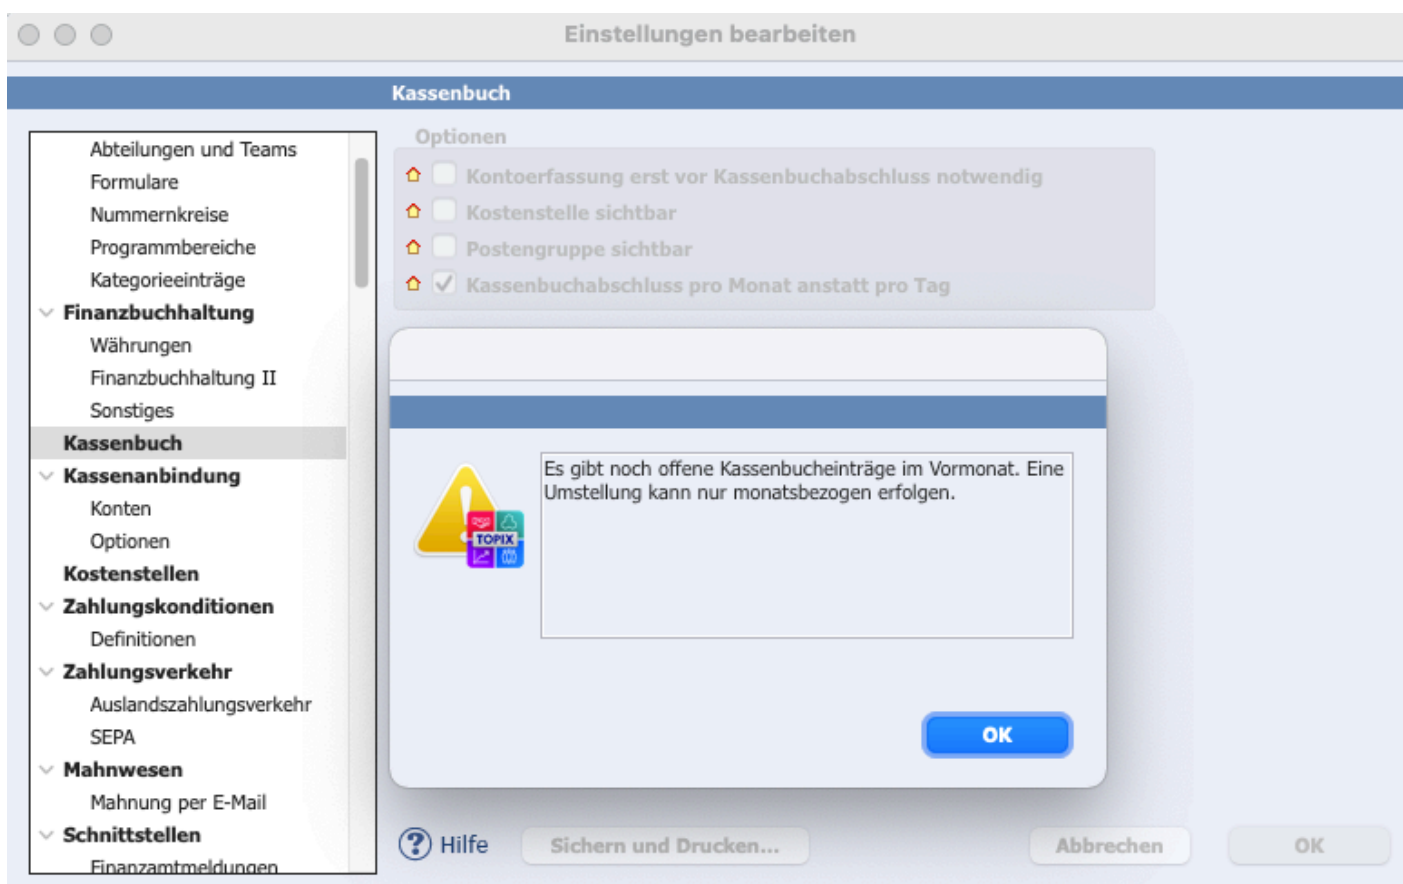 Einstellungen bearbeiten
Kassenbuch
Abteilungen und Teams
Formulare
Nummernkreise
Programmbereiche
Kategorieeinträge
Finanzbuchhaltung
Währungen
Finanzbuchhaltung II
Sonstiges
Kassenbuch
Kassenanbindung
Konten
Optionen
Kostenstellen
Zahlungskonditionen
Definitionen
Zahlungsverkehr
Auslandszahlungsverkehr
SEPA
Mahnwesen
Mahnung per E-Mail
Schnittstellen
Finanzamtmeldungen
Optionen
Kontoerfassung erst vor Kassenbuchabschluss notwendig
Kostenstelle sichtbar
Postengruppe sichtbar
Kassenbuchabschluss pro Monat anstatt pro Tag
Es gibt noch offene Kassenbucheinträge im Vormonat. Eine
Umstellung kann nur monatsbezogen erfolgen.
TOPIX
OK
? Hilfe
Sichern und Drucken...
Abbrechen
OK